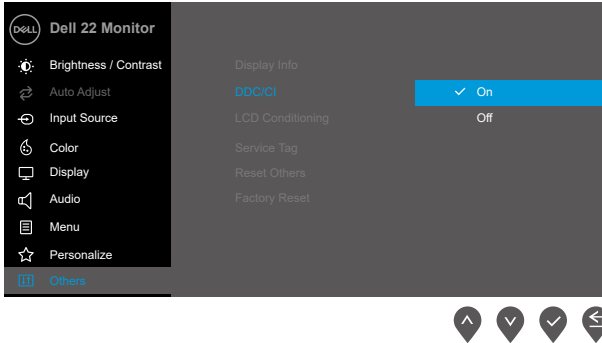 DELL Dell 22 Monitor
Brightness / Contrast
Auto Adjust
Input Source
Color
Display
Audio
Menu
Personalize
Others
Display Info
DDC/CI
LCD Conditioning
Service Tag
Reset Others
Factory Reset
On
Off